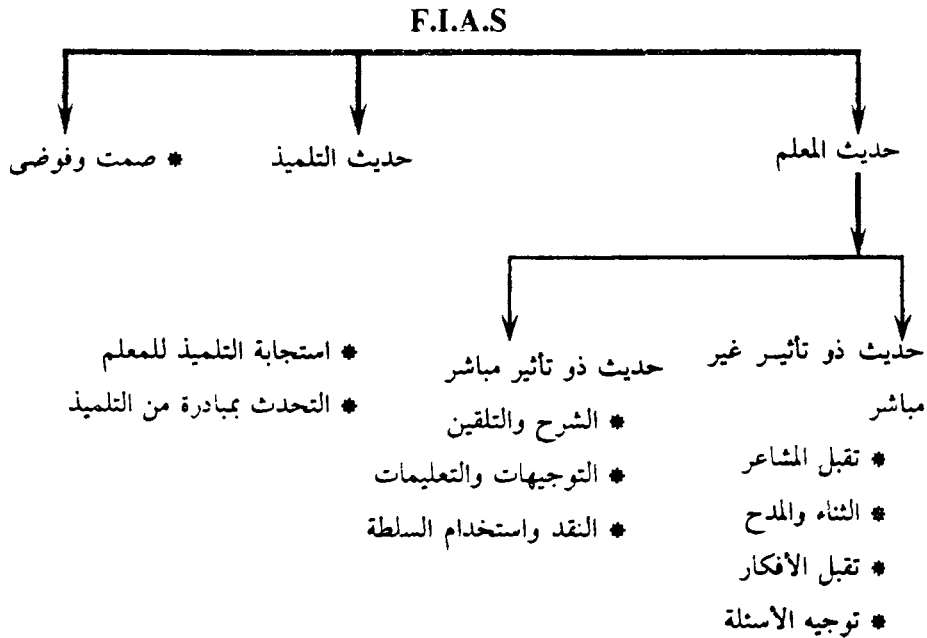 F.I.A.S
حديث المعلم
حديث التلميذ
* صمت وفوضى
حديث ذو تأثير غير
مباشر
* تقبل المشاعر
* الثناء والمدح
* تقبل الأفكار
* توجيه الأسئلة
حديث ذو تأثير مباشر
* الشرح والتلقين
* التوجيهات والتعليمات
* النقد واستخدام السلطة
* استجابة التلميذ للمعلم
* التحدث بمبادرة من التلميذ